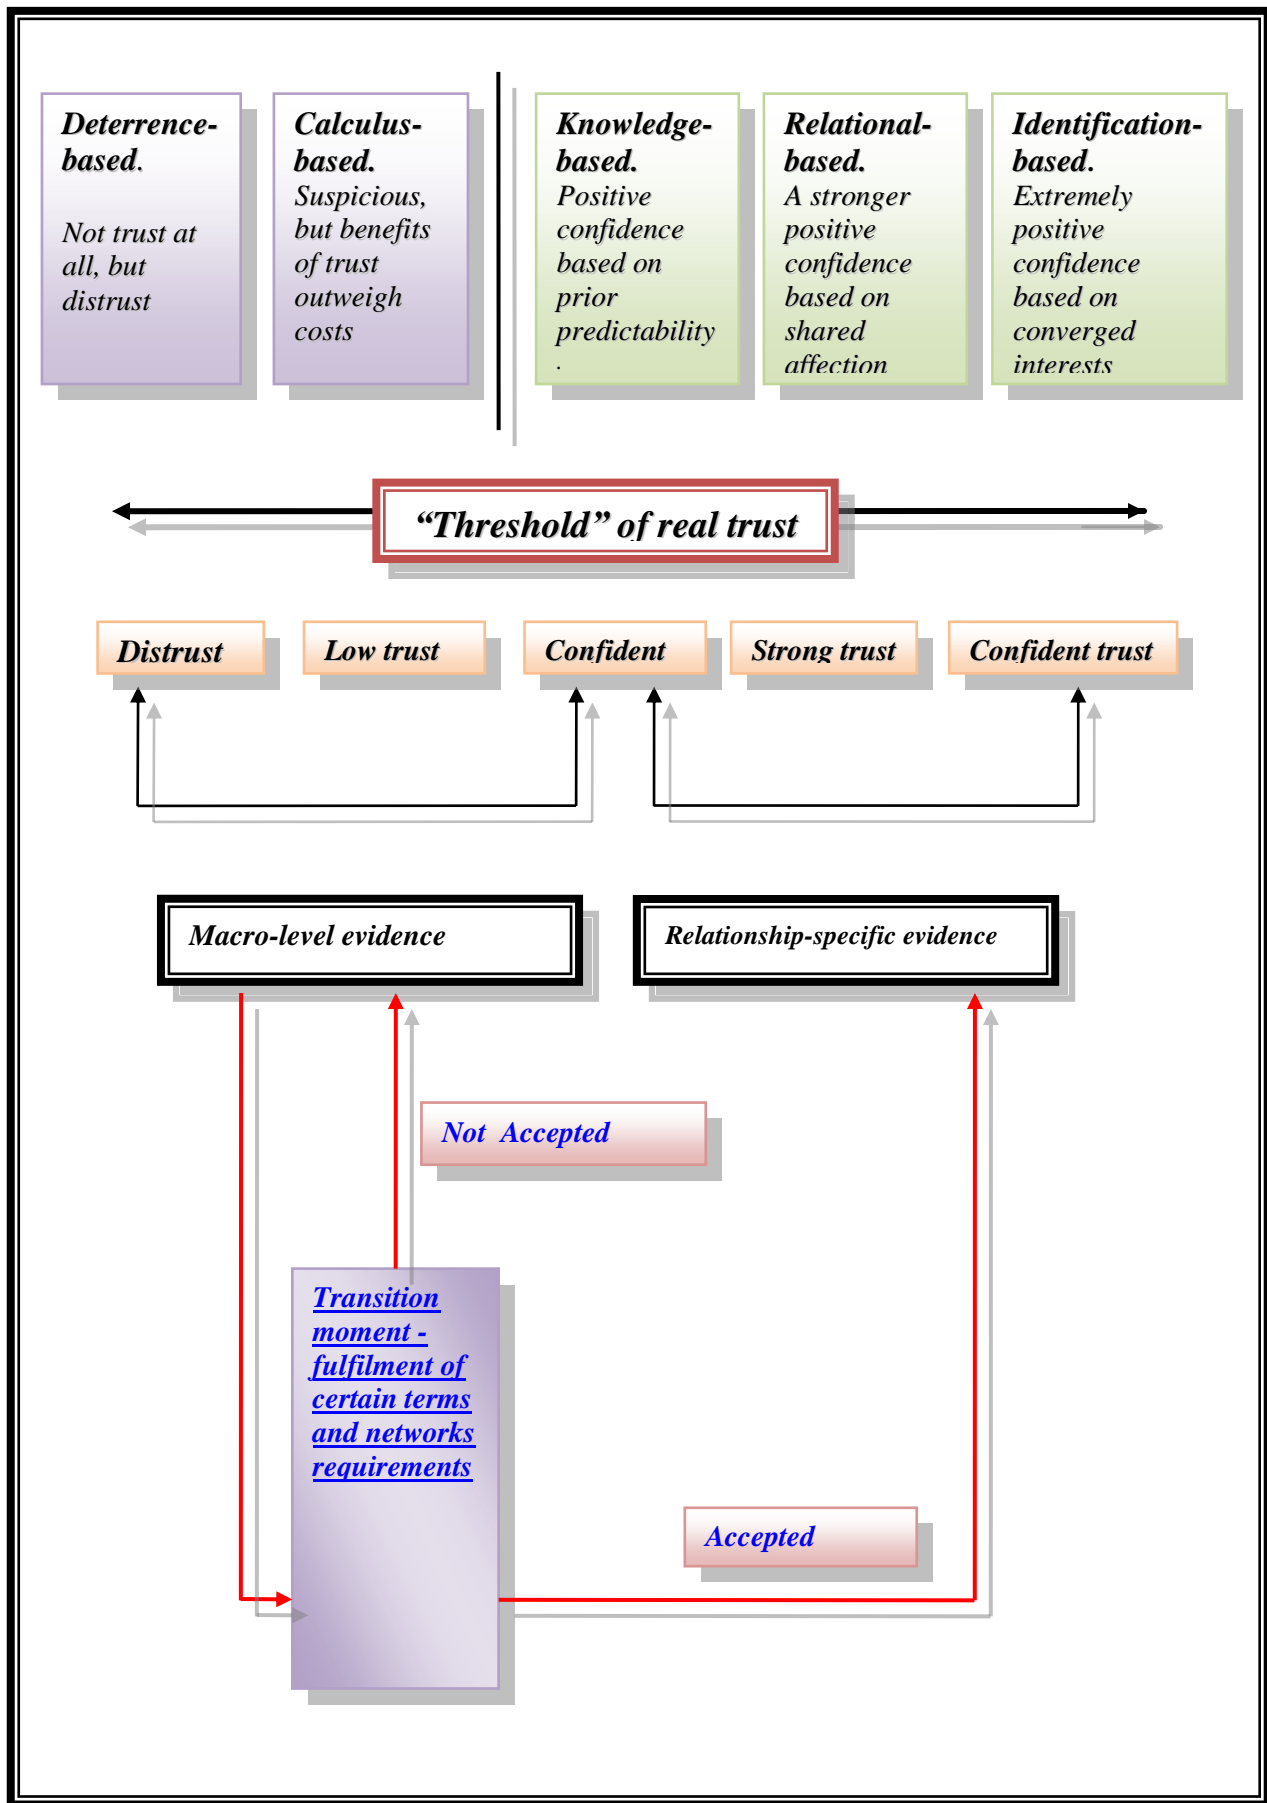 Deterrence-
based.
Not trust at
all, but
distrust
Calculus-
based.
Suspicious,
but benefits
of trust
outweigh
costs
Knowledge-
based.
Positive
confidence
based on
prior
predictability
.
Relational-
based.
A stronger
positive
confidence
based on
shared
affection
Identification-
based.
Extremely
positive
confidence
based on
converged
interests
“Threshold” of real trust
Distrust
Low trust
Confident
Strong trust
Confident trust
Macro-level evidence
Relationship-specific evidence
Not Accepted
Transition
moment -
fulfilment of
certain terms
and networks
requirements
Accepted